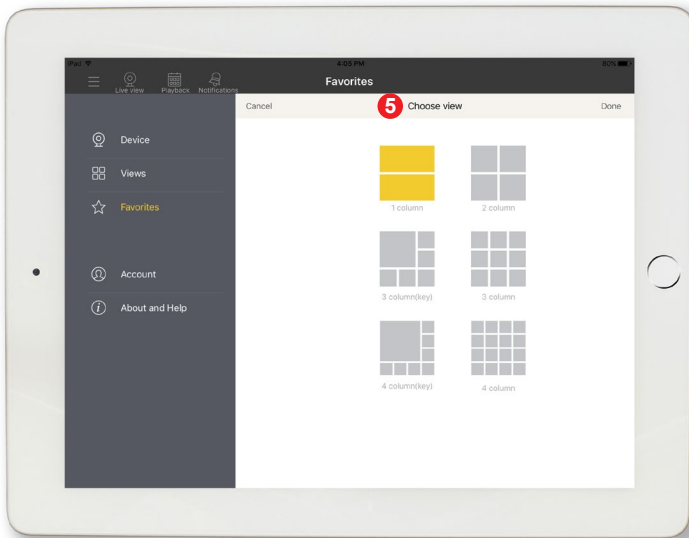 iPad 4:03 PM 80%
Live view Playback Notifications
Favorites
Cancel 5 Choose view Done
Device
Views
Favorites
Account
About and Help
1 column 2 column
3 column(key) 3 column
4 column(key) 4 column